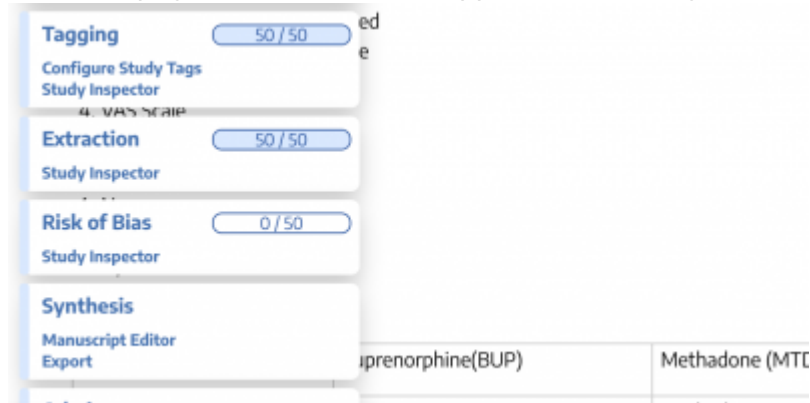 ed
Tagging 50 / 50
e
Configure Study Tags
Study Inspector
4. VAS Scale
Extraction 50 / 50
Study Inspector
Risk of Bias 0 / 50
Study Inspector
Synthesis
Manuscript Editor
Export
uprenorphine(BUP) Methadone (MTD